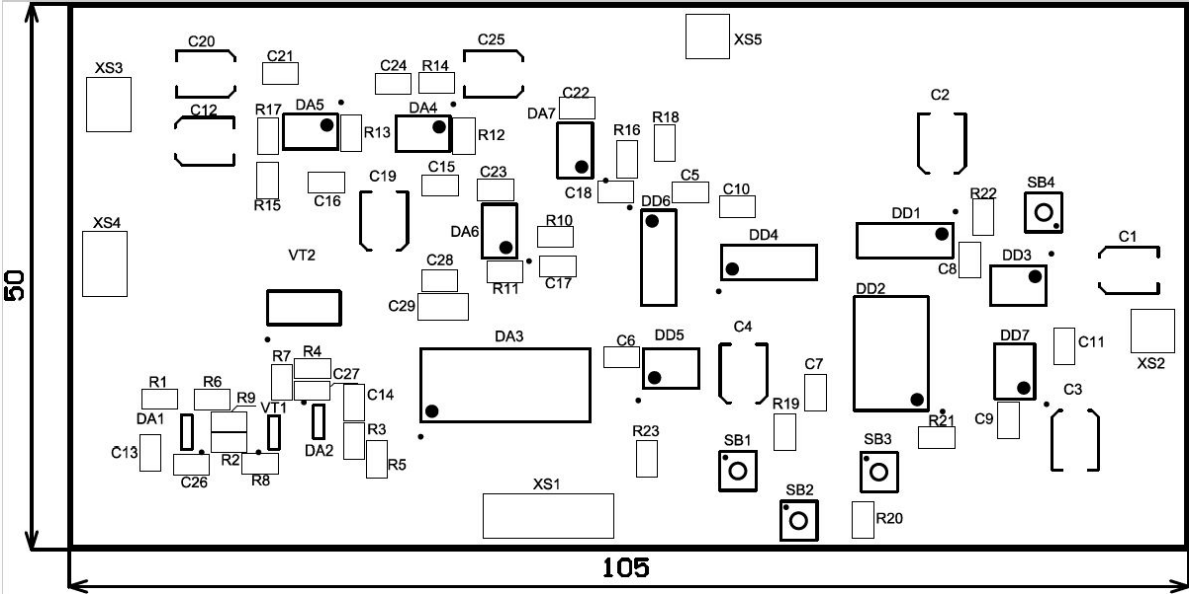 C20
C25
XS5
XS3
C21
C24
R14
C22
C2
R17
C12
DA5
R13
DA4
R12
DA7
R16
R18
C19
C15
C23
C18
C5
C10
R15
C16
R22
SB4
XS4
DD6
DD1
DA6
R10
DD4
C1
VT2
DD3
C8
C28
R11
C17
C29
DD2
50
DA3
C6
DD5
C4
DD7
C11
XS2
R7
R4
C27
C7
R1
R6
R9
C14
C3
DA1
VT1
R19
R21
C9
DA2
R3
R23
SB1
SB3
C13
R2
R5
C26
R8
XS1
SB2
R20
105